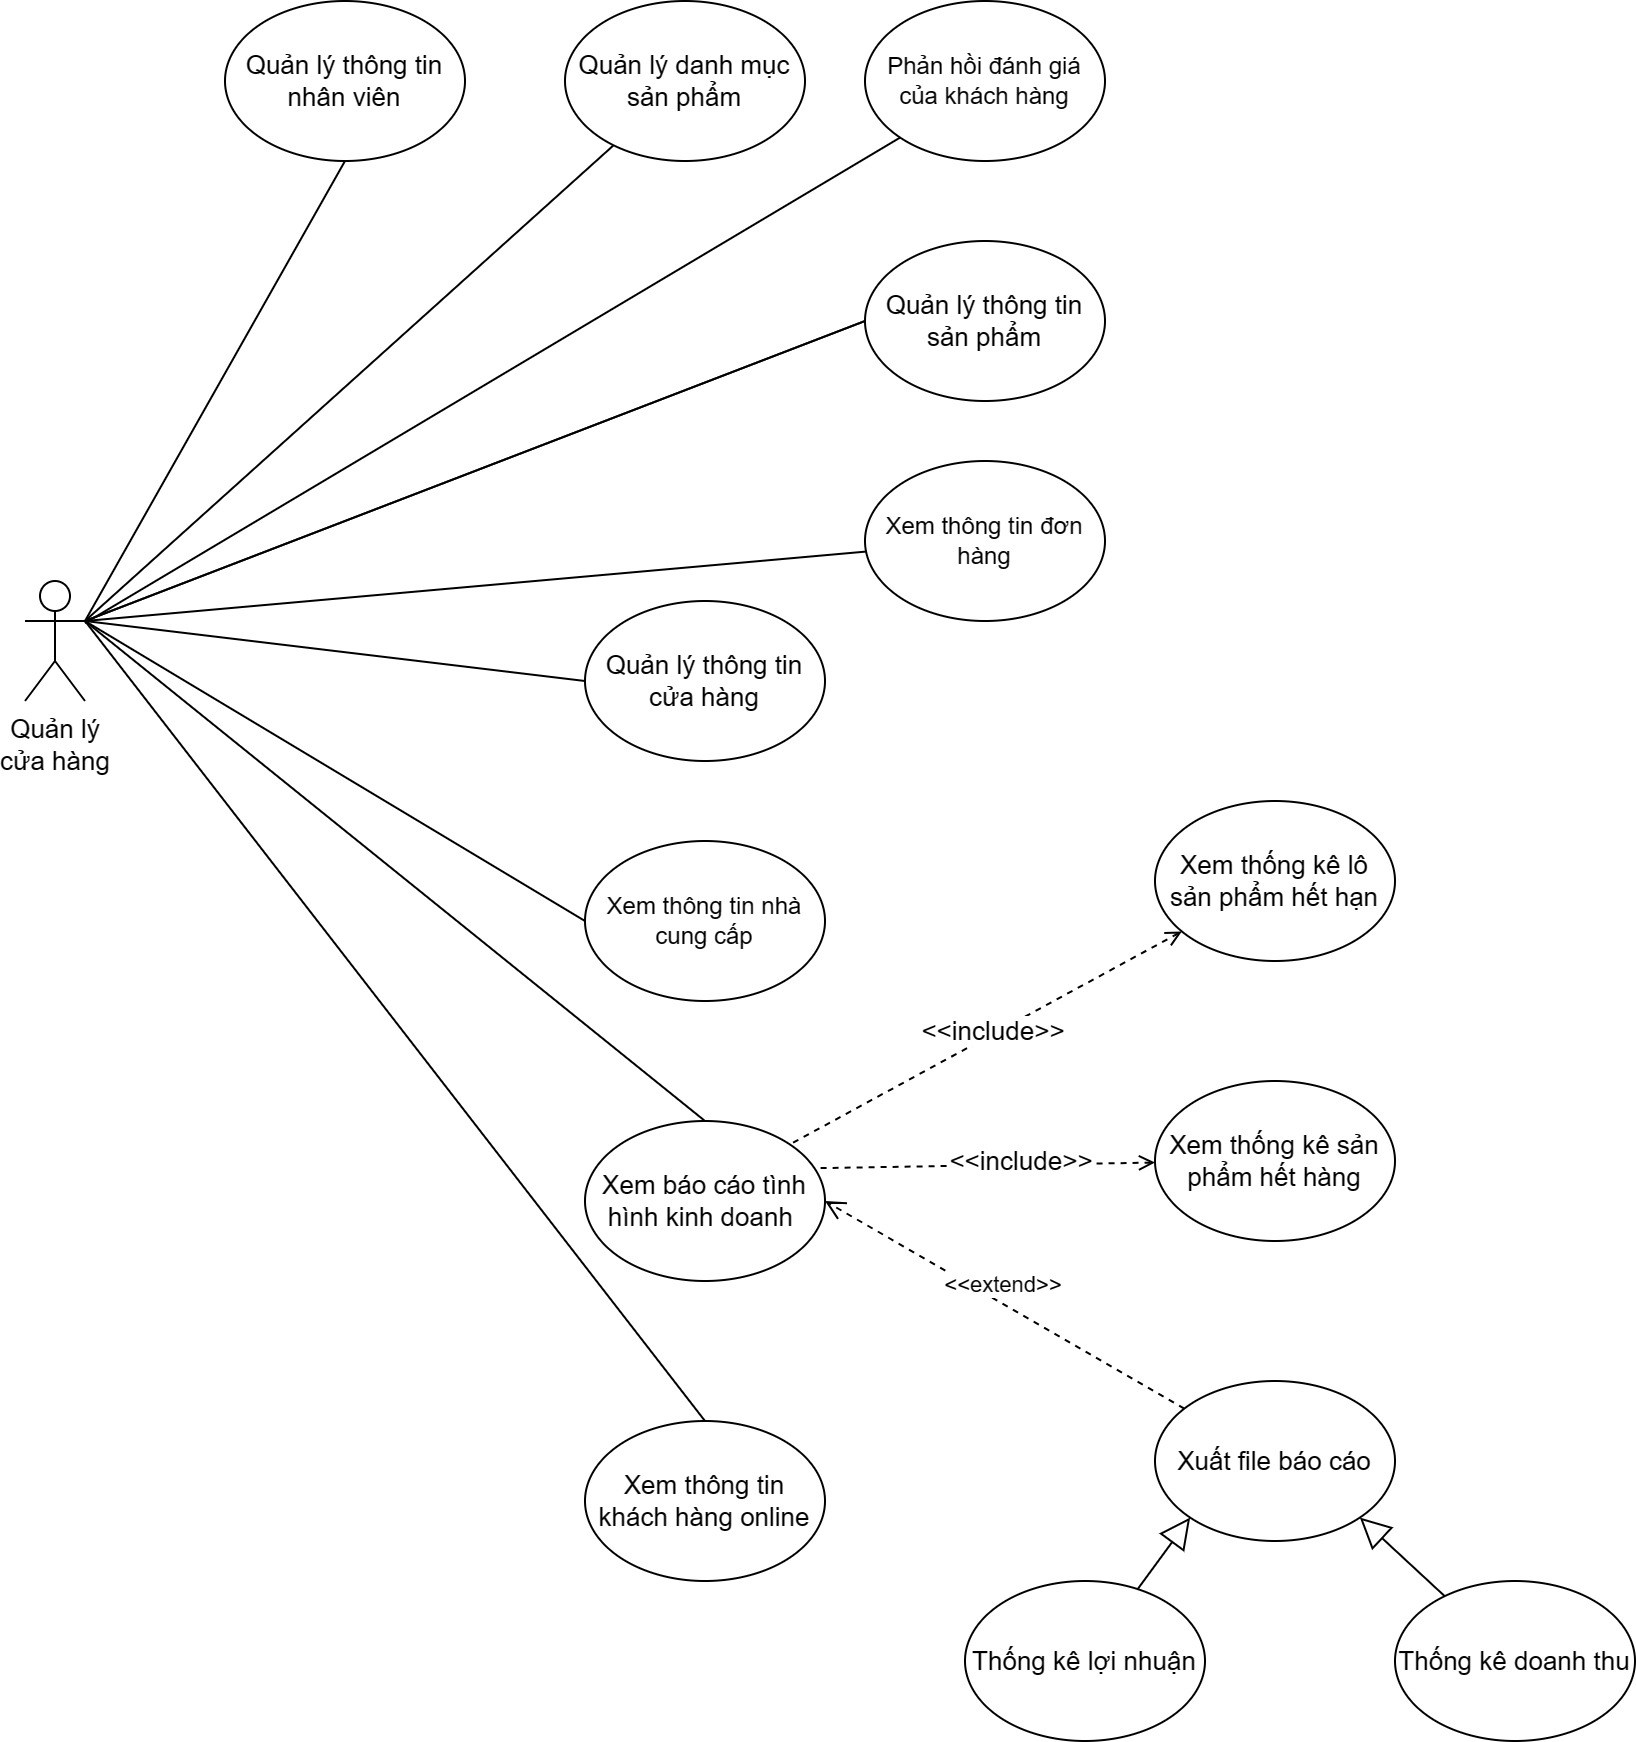 Quản lý thông tin
nhân viên
Quản lý danh mục
sản phẩm
Phản hồi đánh giá
của khách hàng
Quản lý thông tin
sản phẩm
Xem thông tin đơn
hàng
Quản lý
cửa hàng
Quản lý thông tin
cửa hàng
Xem thông tin nhà
cung cấp
Xem thống kê lô
sản phẩm hết hạn
<<include>>
Xem báo cáo tình
hình kinh doanh
<<include>>
Xem thống kê sản
phẩm hết hàng
<<extend>>
Xem thông tin
khách hàng online
Xuất file báo cáo
Thống kê lợi nhuận
Thống kê doanh thu